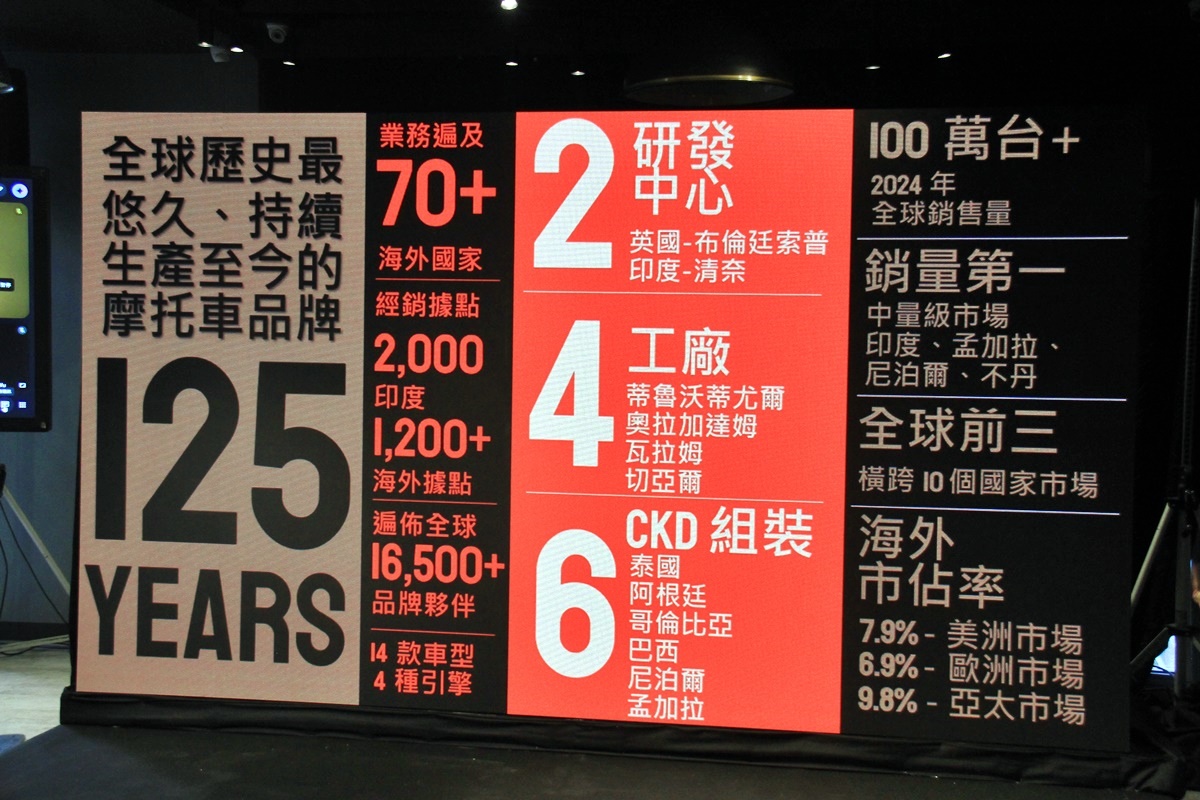 全球歷史最
悠久、持續
生產至今的
摩托車品牌
125
YEARS
業務遍及
70+
海外國家
經銷據點
2,000
印度
1,200+
海外據點
遍佈全球
16,500+
品牌夥伴
14 款車型
4 種引擎
2
研發
中心
英國-布倫廷索普
印度-清奈
4
工廠
蒂魯沃蒂尤爾
奧拉加達姆
瓦拉姆
切亞爾
6
CKD 組裝
泰國
阿根廷
哥倫比亞
巴西
尼泊爾
孟加拉
100 萬台+
2024 年
全球銷售量
銷量第一
中量級市場
印度、孟加拉、
尼泊爾、不丹
全球前三
橫跨 10 個國家市場
海外
市佔率
7.9% - 美洲市場
6.9% - 歐洲市場
9.8% - 亞太市場